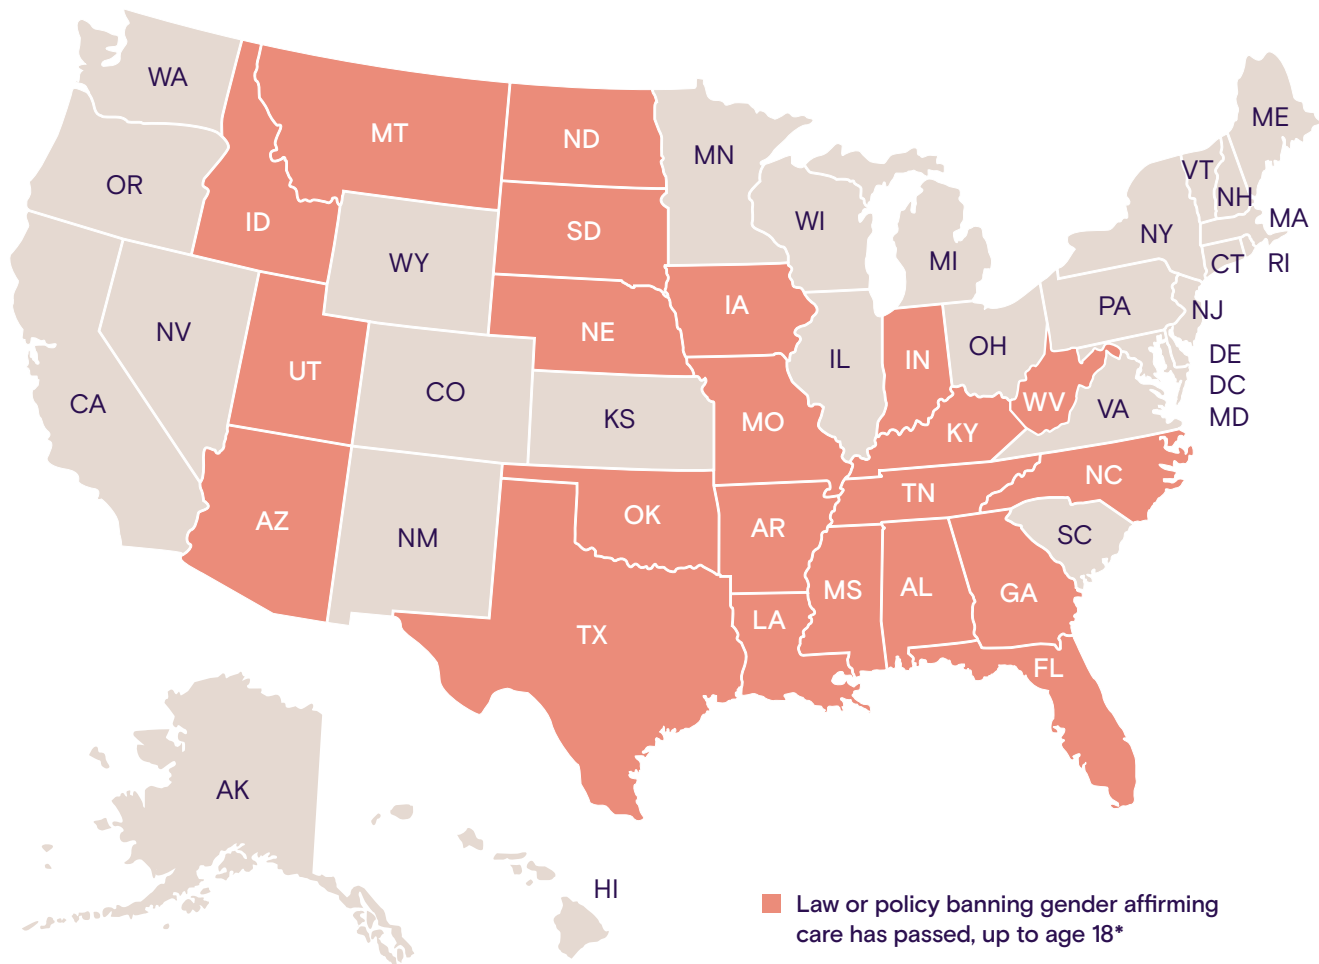 WA
ME
MT
ND
MN
VT
OR
NH
ID
SD
WI
NY
MA
WY
MI
CT
RI
IA
PA
NJ
NV
NE
OH
DE
UT
IL
IN
DC
CO
CA
WV
VA
KS
MO
MD
KY
NC
TN
AZ
OK
AR
SC
NM
MS
AL
GA
LA
TX
FL
AK
HI
Law or policy banning gender affirming
care has passed, up to age 18*